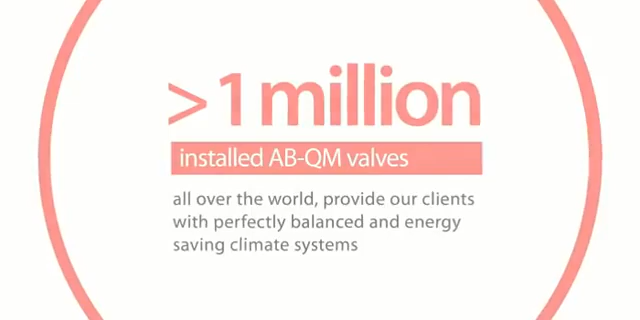 > 1 million
installed AB-QM valves
all over the world, provide our clients
with perfectly balanced and energy
saving climate systems